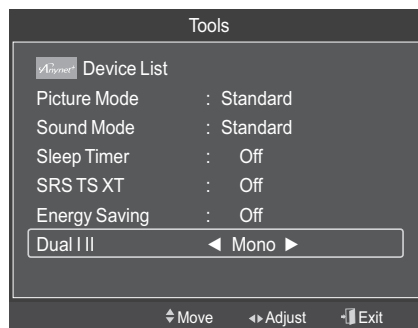 Tools
Anynet+ Device List
Picture Mode : Standard
Sound Mode : Standard
Sleep Timer : Off
SRS TS XT : Off
Energy Saving : Off
Dual I II ◄ Mono ►
Move Adjust Exit